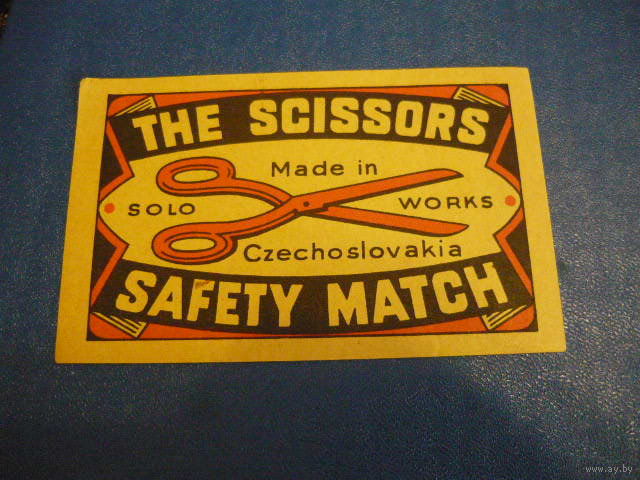 THE SCISSORS
Made in
SOLO WORKS
Czechoslovakia
SAFETY MATCH
www.ay.by